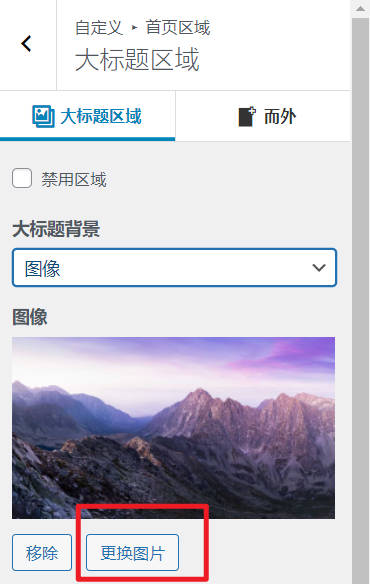 自定义 ▸ 首页区域
大标题区域
大标题区域 而外
禁用区域
大标题背景
图像
图像
移除 更换图片